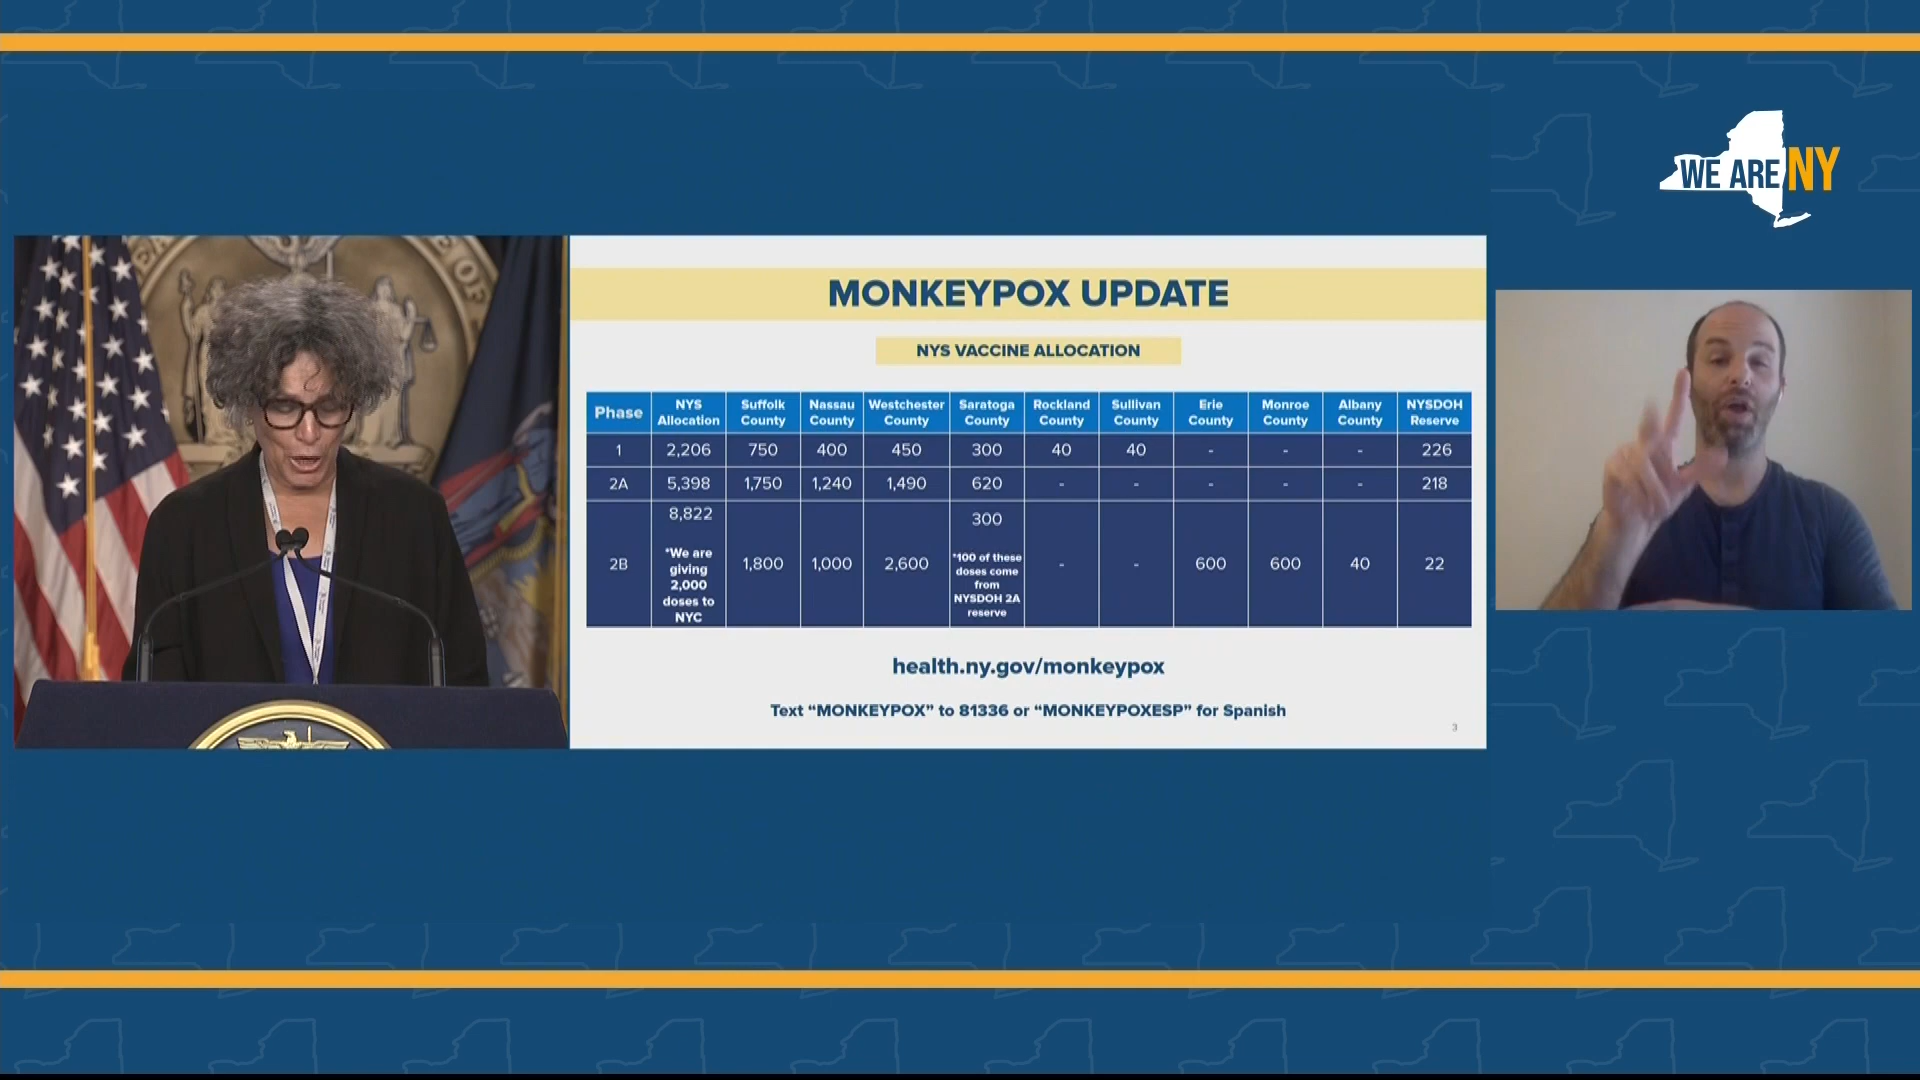 WE ARE NY
SEAL OF
MONKEYPOX UPDATE
NYS VACCINE ALLOCATION
Phase NYS Allocation Suffolk County Nassau County Westchester County Saratoga County Rockland County Sullivan County Erie County Monroe County Albany County NYSDOH Reserve
1 2,206 750 400 450 300 40 40 - - - 226
2A 5,398 1,750 1,240 1,490 620 - - - - - 218
2B 8,822 *We are giving 2,000 doses to NYC 1,800 1,000 2,600 300 *100 of these doses come from NYSDOH 2A reserve - - 600 600 40 22
health.ny.gov/monkeypox
Text “MONKEYPOX” to 81336 or “MONKEYPOXESP” for Spanish
3